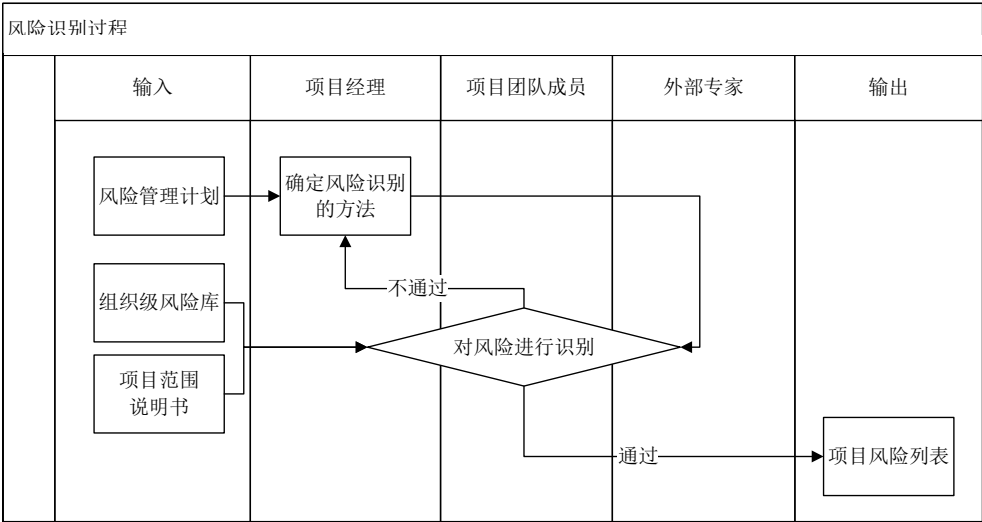 风险识别过程
输入
项目经理
项目团队成员
外部专家
输出
风险管理计划
确定风险识别
的方法
不通过
组织级风险库
对风险进行识别
项目范围
说明书
通过
项目风险列表